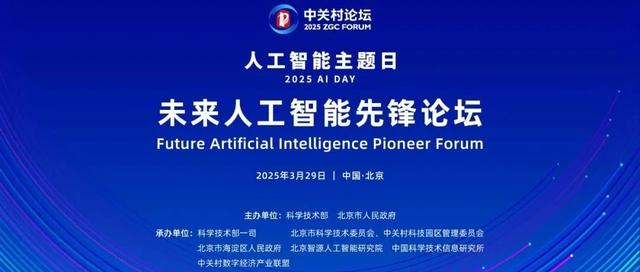 中关村论坛
2025 ZGC FORUM
人工智能主题日
2025 AI DAY
未来人工智能先锋论坛
Future Artificial Intelligence Pioneer Forum
2025年3月29日 | 中国·北京
主办单位：科学技术部 北京市人民政府
承办单位：科学技术部一司 北京市科学技术委员会、中关村科技园区管理委员会
北京市海淀区人民政府 北京智源人工智能研究院 中国科学技术信息研究所
中关村数字经济产业联盟